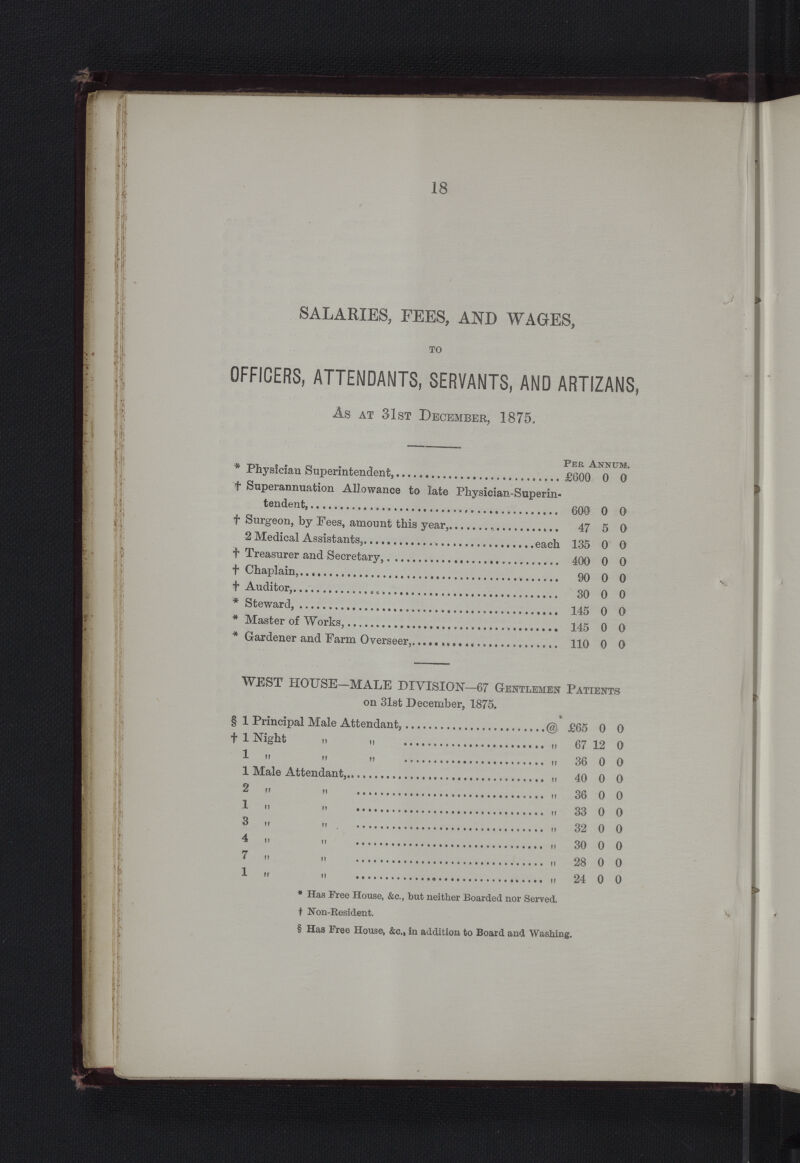 18
SALARIES, FEES, AND WAGES,
TO
OFFICERS, ATTENDANTS, SERVANTS, AND ARTIZANS,
As at 31st December, 1875.
Per Annum.
* Physician Superintendent,............................ £600 0 0
† Superannuation Allowance to late Physician-Superin-
tendent,........................................... 600 0 0
† Surgeon, by Fees, amount this year,................... 47 5 0
2 Medical Assistants,..............................each 135 0 0
† Treasurer and Secretary,.............................. 400 0 0
† Chaplain,............................................. 90 0 0
† Auditor,.............................................. 30 0 0
* Steward, ............................................. 145 0 0
* Master of Works,...................................... 145 0 0
* Gardener and Farm Overseer,........................... 110 0 0
WEST HOUSE—MALE DIVISION—67 Gentlemen Patients
on 31st December, 1875.
§ 1 Principal Male Attendant, ........................@ £65 0 0
† 1 Night „ „ ........................ „ 67 12 0
1 „ „ „ ........................ „ 36 0 0
1 Male Attendant,.................................. „ 40 0 0
2 „ „ ................................ „ 36 0 0
1 „ „ ................................ „ 33 0 0
3 „ „ ................................ „ 32 0 0
4 „ „ ................................ „ 30 0 0
7 „ „ ................................ „ 28 0 0
1 „ „ ................................ „ 24 0 0
* Has Free House, &c., but neither Boarded nor Served.
† Non-Resident.
§ Has Free House, &c., in addition to Board and Washing.